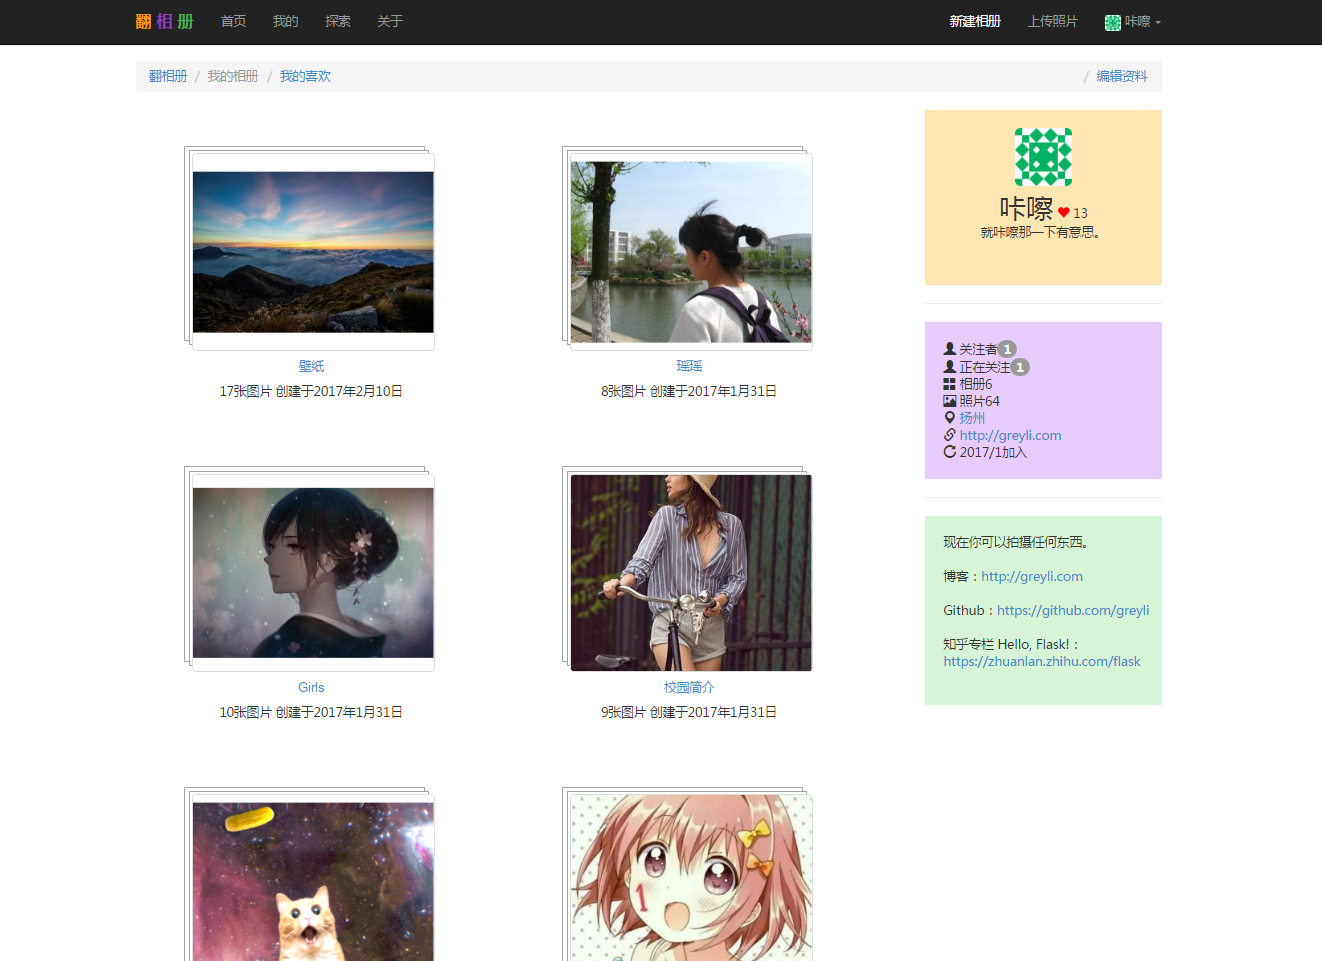 翻 相 册 首页 我的 探索 关于 新建相册 上传照片 咔嚓
翻相册 / 我的相册 / 我的喜欢 / 编辑资料
咔嚓 13
就咔嚓那一下有意思。
壁纸
17张图片 创建于2017年2月10日
瑶瑶
8张图片 创建于2017年1月31日
关注者1
正在关注1
相册6
照片64
扬州
http://greyli.com
2017/1加入
Girls
10张图片 创建于2017年1月31日
校园简介
9张图片 创建于2017年1月31日
现在你可以拍摄任何东西。
博客：http://greyli.com
Github：https://github.com/greyli
知乎专栏 Hello, Flask!：
https://zhuanlan.zhihu.com/flask